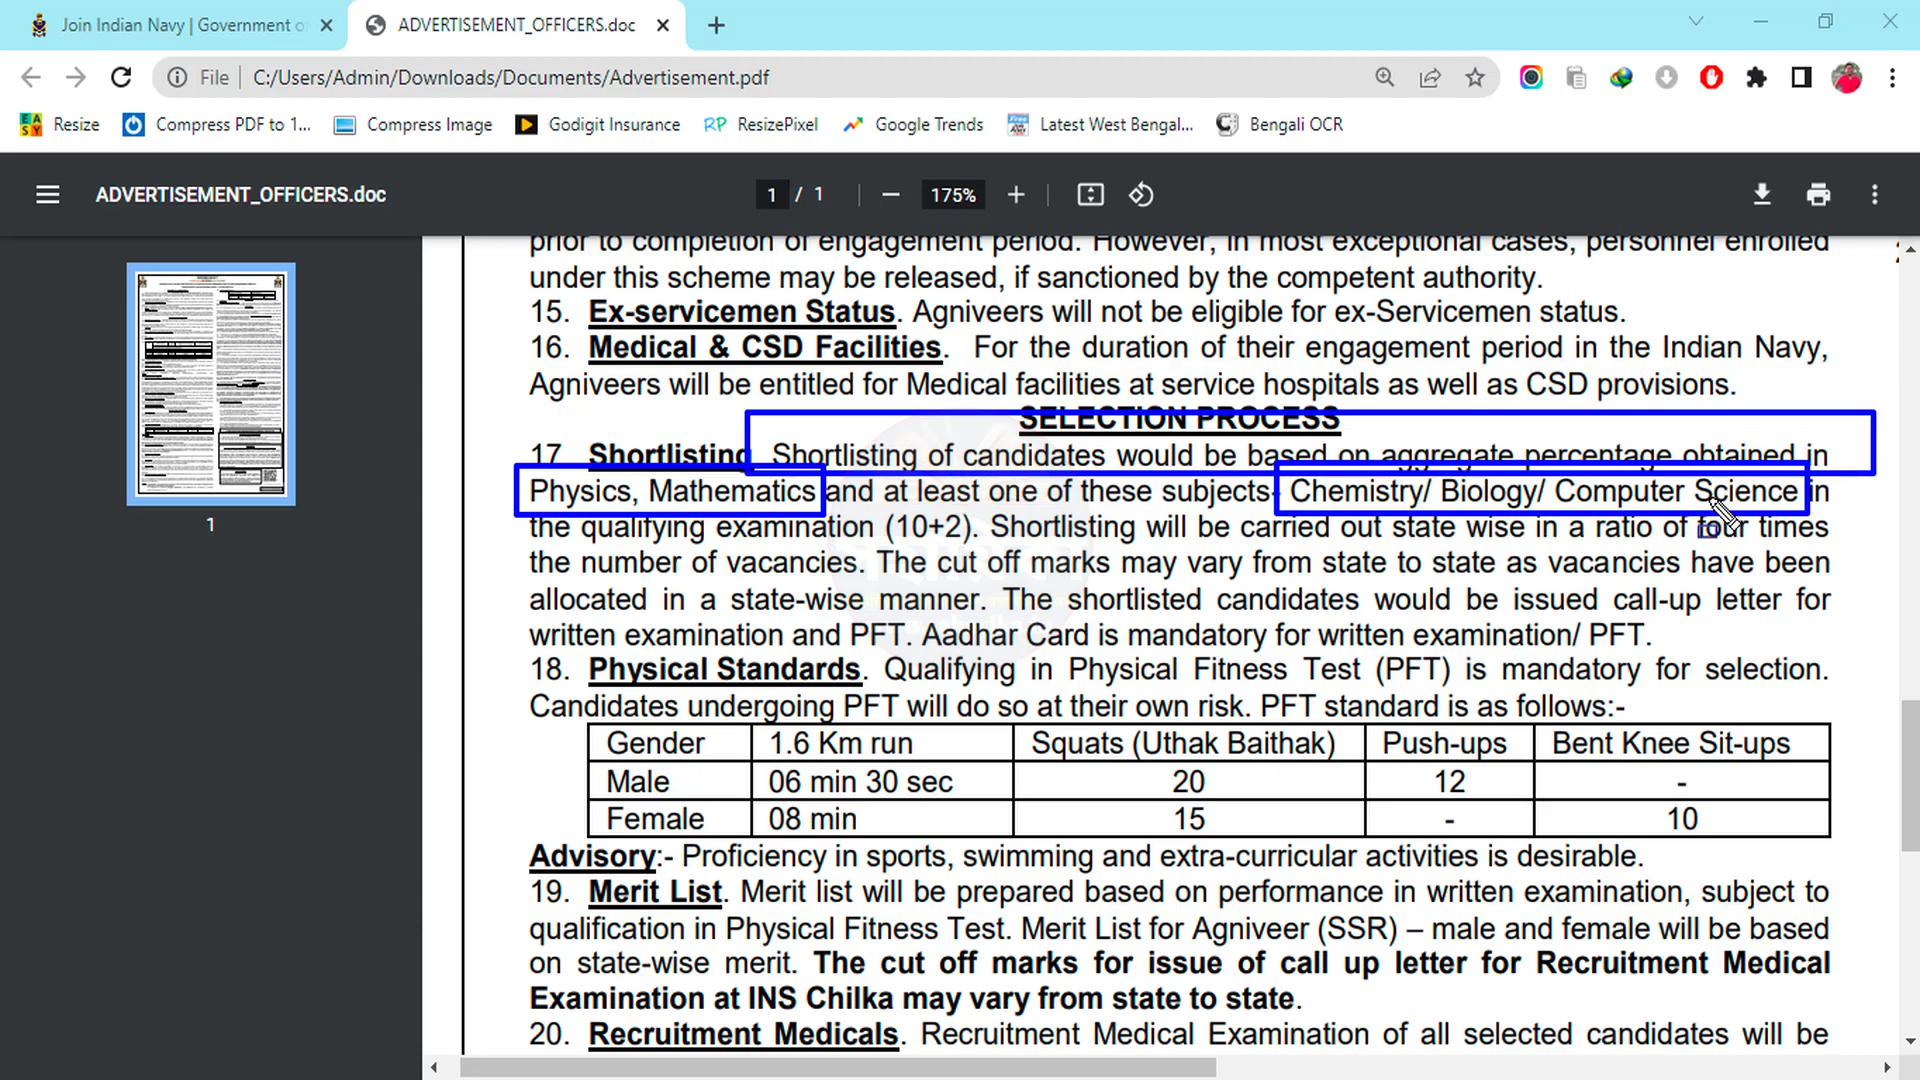 Join Indian Navy | Government o
ADVERTISEMENT_OFFICERS.doc
File
C:/Users/Admin/Downloads/Documents/Advertisement.pdf
EASY
Resize
Compress PDF to 1...
Compress Image
Godigit Insurance
RP
ResizePixel
Google Trends
Latest West Bengal...
Bengali OCR
ADVERTISEMENT_OFFICERS.doc
1 / 1
175%
1
prior to completion of engagement period. However, in most exceptional cases, personnel enrolled
under this scheme may be released, if sanctioned by the competent authority.
15. Ex-servicemen Status. Agniveers will not be eligible for ex-Servicemen status.
16. Medical & CSD Facilities. For the duration of their engagement period in the Indian Navy,
Agniveers will be entitled for Medical facilities at service hospitals as well as CSD provisions.
SELECTION PROCESS
17. Shortlisting. Shortlisting of candidates would be based on aggregate percentage obtained in
Physics, Mathematics and at least one of these subjects- Chemistry/ Biology/ Computer Science in
the qualifying examination (10+2). Shortlisting will be carried out state wise in a ratio of four times
the number of vacancies. The cut off marks may vary from state to state as vacancies have been
allocated in a state-wise manner. The shortlisted candidates would be issued call-up letter for
written examination and PFT. Aadhar Card is mandatory for written examination/ PFT.
18. Physical Standards. Qualifying in Physical Fitness Test (PFT) is mandatory for selection.
Candidates undergoing PFT will do so at their own risk. PFT standard is as follows:-
Gender 1.6 Km run Squats (Uthak Baithak) Push-ups Bent Knee Sit-ups
Male 06 min 30 sec 20 12 -
Female 08 min 15 - 10
Advisory:- Proficiency in sports, swimming and extra-curricular activities is desirable.
19. Merit List. Merit list will be prepared based on performance in written examination, subject to
qualification in Physical Fitness Test. Merit List for Agniveer (SSR) – male and female will be based
on state-wise merit. The cut off marks for issue of call up letter for Recruitment Medical
Examination at INS Chilka may vary from state to state.
20. Recruitment Medicals. Recruitment Medical Examination of all selected candidates will be